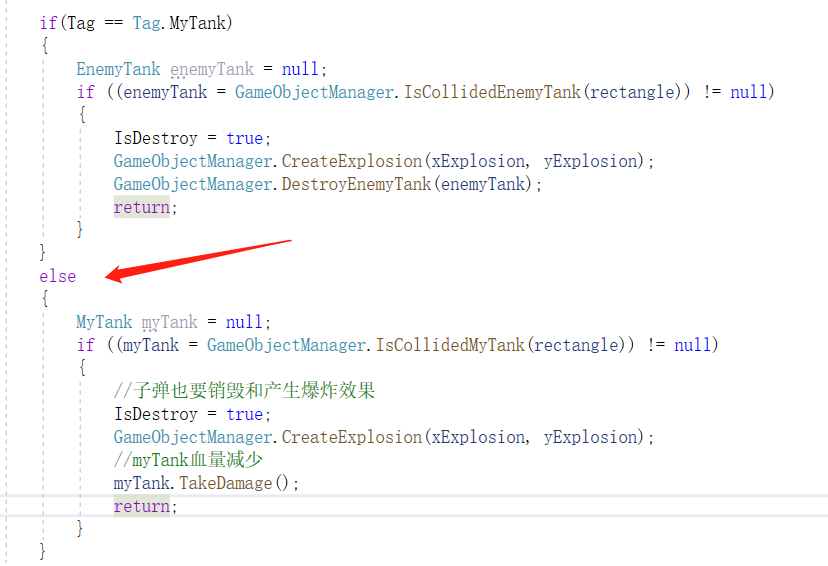 if(Tag == Tag.MyTank)
{
EnemyTank enemyTank = null;
if ((enemyTank = GameObjectManager.IsCollidedEnemyTank(rectangle)) != null)
{
IsDestroy = true;
GameObjectManager.CreateExplosion(xExplosion, yExplosion);
GameObjectManager.DestroyEnemyTank(enemyTank);
return;
}
}
else
{
MyTank myTank = null;
if ((myTank = GameObjectManager.IsCollidedMyTank(rectangle)) != null)
{
//子弹也要销毁和产生爆炸效果
IsDestroy = true;
GameObjectManager.CreateExplosion(xExplosion, yExplosion);
//myTank血量减少
myTank.TakeDamage();
return;
}
}